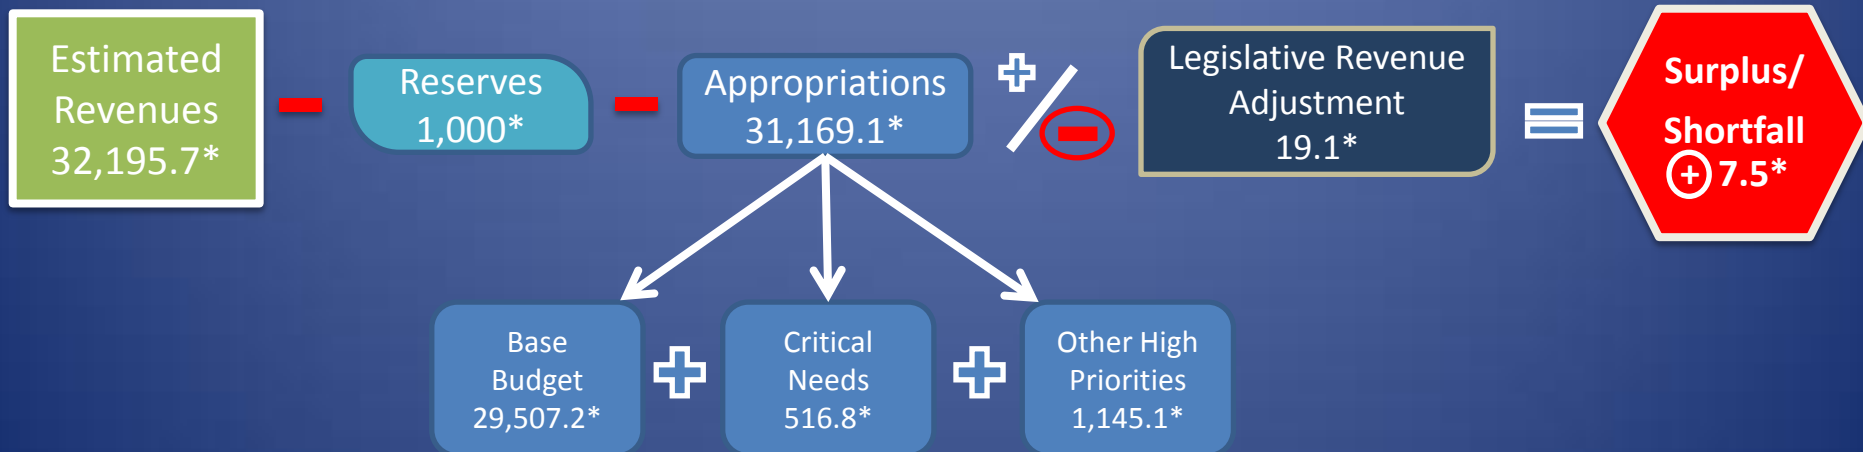 Estimated
Revenues
32,195.7*
Reserves
1,000*
Appropriations
31,169.1*
Legislative Revenue
Adjustment
19.1*
Surplus/
Shortfall
+ 7.5*
Base
Budget
29,507.2*
Critical
Needs
516.8*
Other High
Priorities
1,145.1*